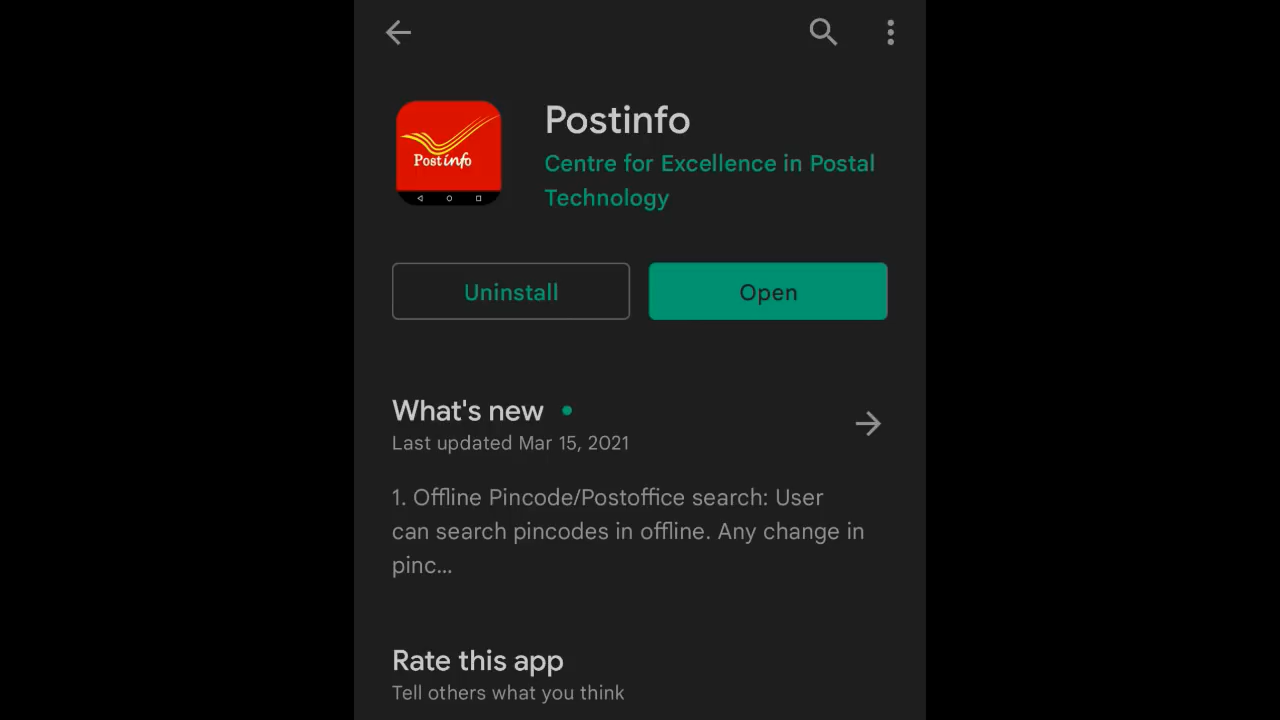 Postinfo
Postinfo
Centre for Excellence in Postal
Technology
Uninstall
Open
What's new
Last updated Mar 15, 2021
1. Offline Pincode/Postoffice search: User
can search pincodes in offline. Any change in
pinc...
Rate this app
Tell others what you think